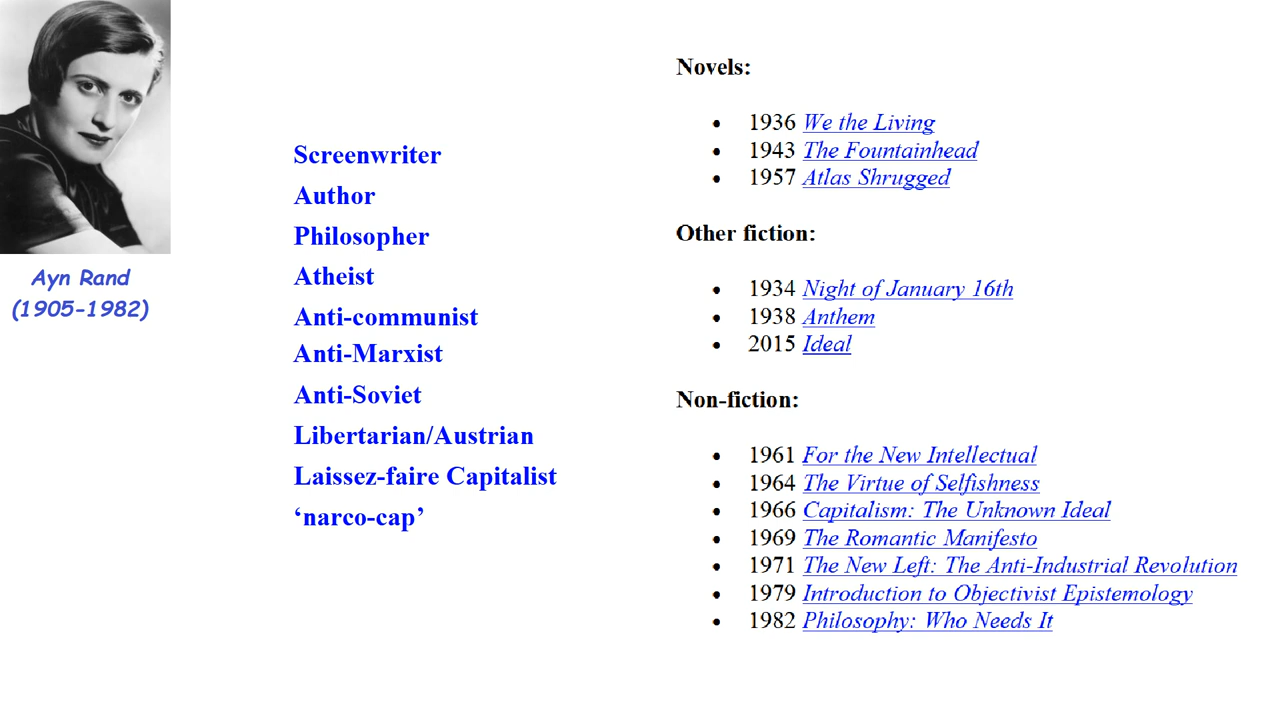 Ayn Rand
(1905-1982)
Screenwriter
Author
Philosopher
Atheist
Anti-communist
Anti-Marxist
Anti-Soviet
Libertarian/Austrian
Laissez-faire Capitalist
‘narco-cap’
Novels:
• 1936 We the Living
• 1943 The Fountainhead
• 1957 Atlas Shrugged
Other fiction:
• 1934 Night of January 16th
• 1938 Anthem
• 2015 Ideal
Non-fiction:
• 1961 For the New Intellectual
• 1964 The Virtue of Selfishness
• 1966 Capitalism: The Unknown Ideal
• 1969 The Romantic Manifesto
• 1971 The New Left: The Anti-Industrial Revolution
• 1979 Introduction to Objectivist Epistemology
• 1982 Philosophy: Who Needs It